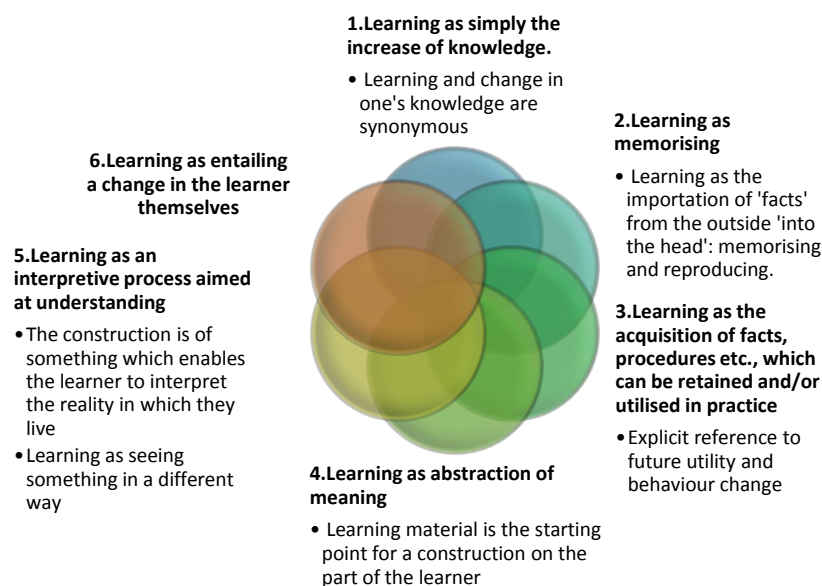 1.Learning as simply the
increase of knowledge.
• Learning and change in
one's knowledge are
synonymous
2.Learning as
memorising
• Learning as the
importation of 'facts'
from the outside 'into
the head': memorising
and reproducing.
3.Learning as the
acquisition of facts,
procedures etc., which
can be retained and/or
utilised in practice
•Explicit reference to
future utility and
behaviour change
4.Learning as abstraction of
meaning
• Learning material is the starting
point for a construction on the
part of the learner
5.Learning as an
interpretive process aimed
at understanding
•The construction is of
something which enables
the learner to interpret
the reality in which they
live
•Learning as seeing
something in a different
way
6.Learning as entailing
a change in the learner
themselves